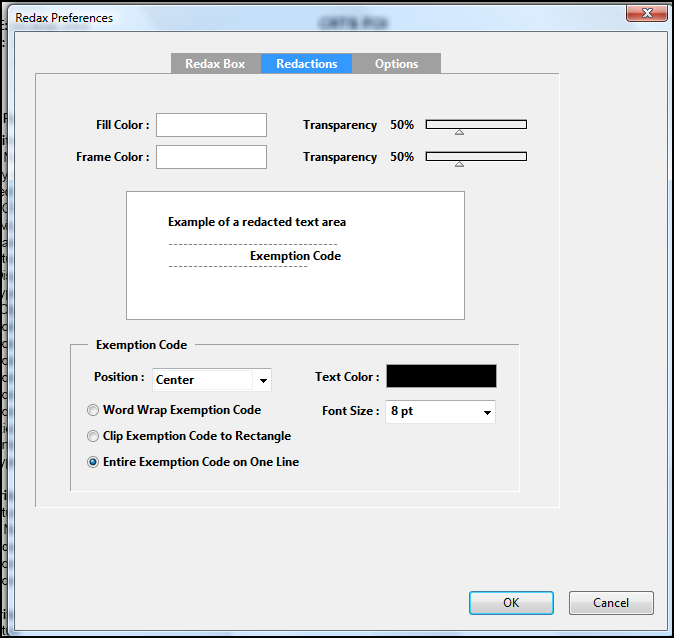 Redax Preferences
Redax Box Redactions Options
Fill Color : Transparency 50%
Frame Color : Transparency 50%
Example of a redacted text area
Exemption Code
Exemption Code
Position : Center Text Color :
Word Wrap Exemption Code Font Size : 8 pt
Clip Exemption Code to Rectangle
Entire Exemption Code on One Line
OK Cancel